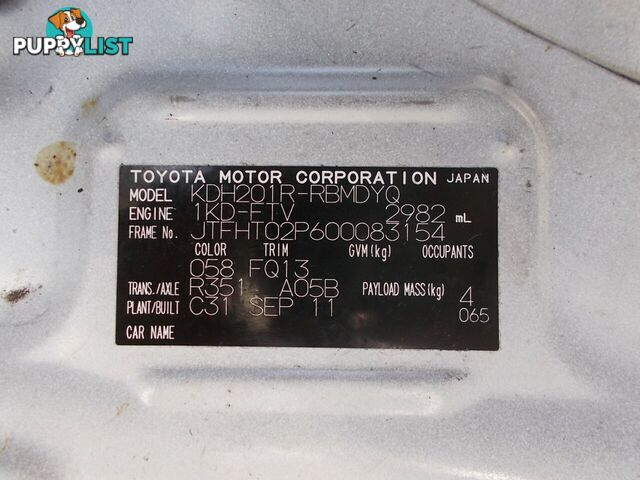 PUPPYLIST
TOYOTA MOTOR CORPORATION JAPAN
MODEL KDH201R-RBMDYQ
ENGINE 1KD-FTV 2982 mL
FRAME No. JTFHT02P600083154
COLOR TRIM GVM(kg) OCCUPANTS
058 FQ13
TRANS./AXLE R351 A05B PAYLOAD MASS(kg) 4
PLANT/BUILT C31 SEP 11 065
CAR NAME